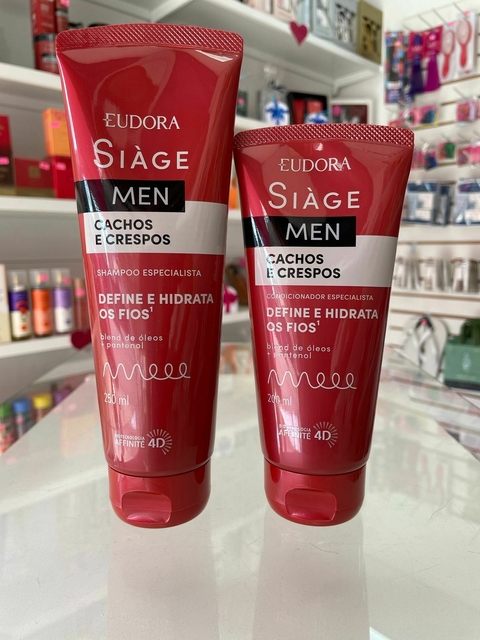 EUDORA
SIÀGE
MEN
CACHOS
E CRESPOS
SHAMPOO ESPECIALISTA
DEFINE E HIDRATA
OS FIOS¹
blend de óleos
+ pantenol
250 ml
BIOTECNOLOGIA
AFFINITÉ 4D
EUDORA
SIÀGE
MEN
CACHOS
E CRESPOS
CONDICIONADOR ESPECIALISTA
DEFINE E HIDRATA
OS FIOS¹
blend de óleos
+ pantenol
200 ml
BIOTECNOLOGIA
AFFINITÉ 4D